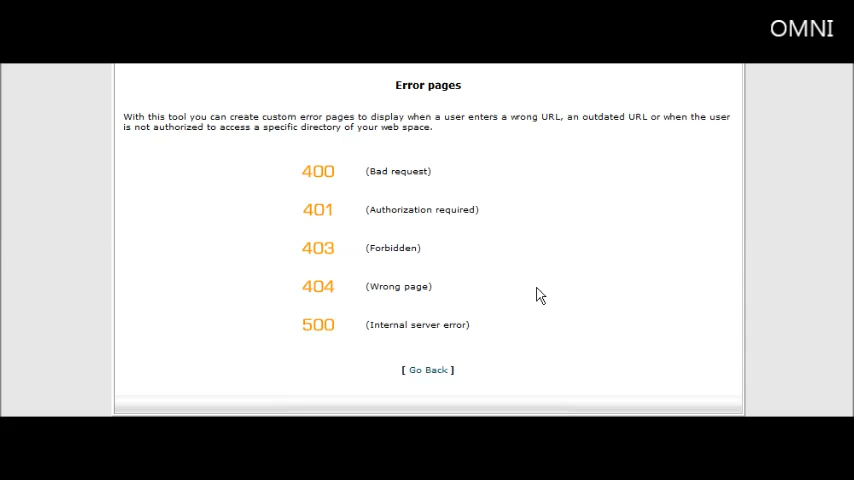 OMNI
Error pages
With this tool you can create custom error pages to display when a user enters a wrong URL, an outdated URL or when the user
is not authorized to access a specific directory of your web space.
400 (Bad request)
401 (Authorization required)
403 (Forbidden)
404 (Wrong page)
500 (Internal server error)
[ Go Back ]